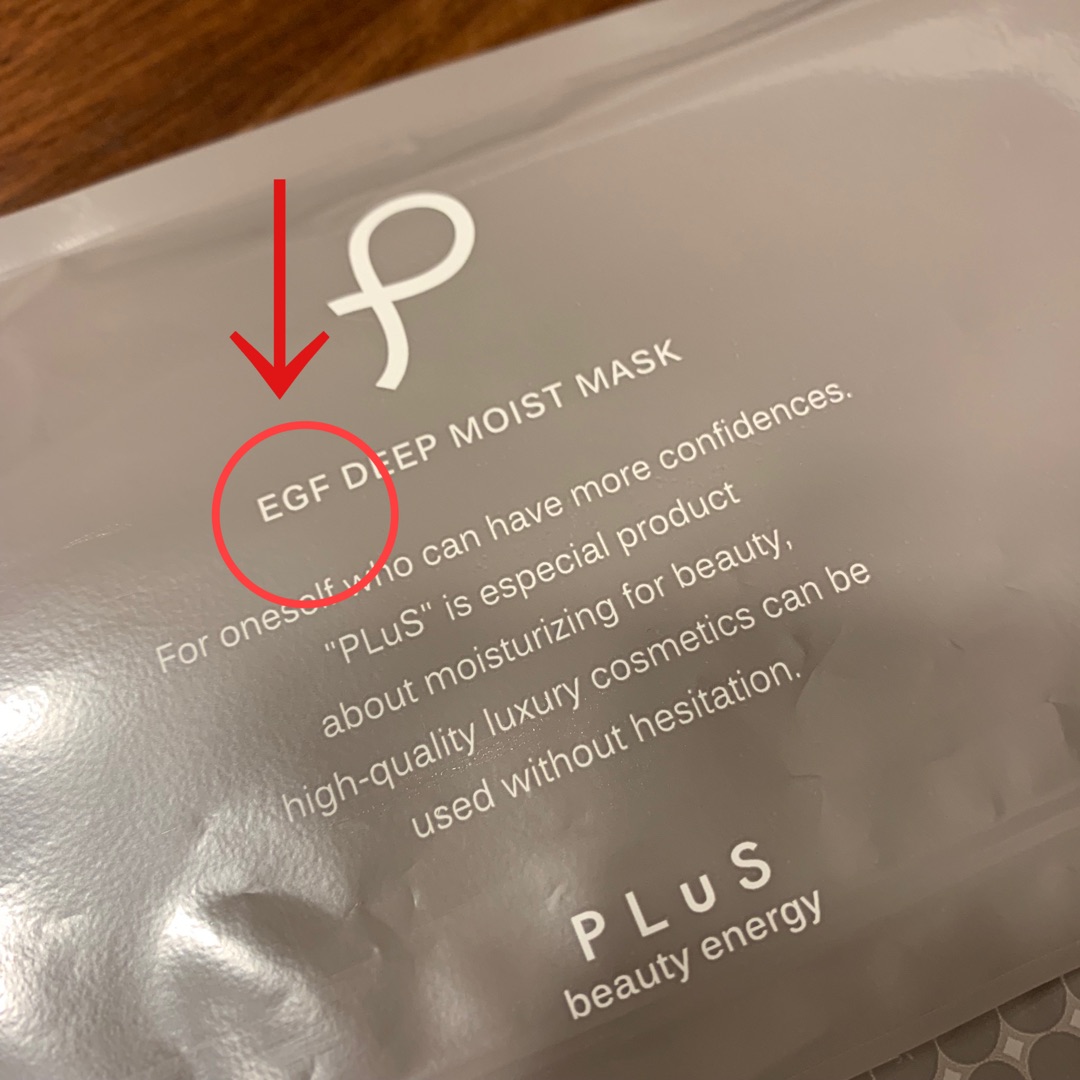 EGF DEEP MOIST MASK
For oneself who can have more confidences.
"PLuS" is especial product
about moisturizing for beauty,
high-quality luxury cosmetics can be
used without hesitation.
PLuS
beauty energy